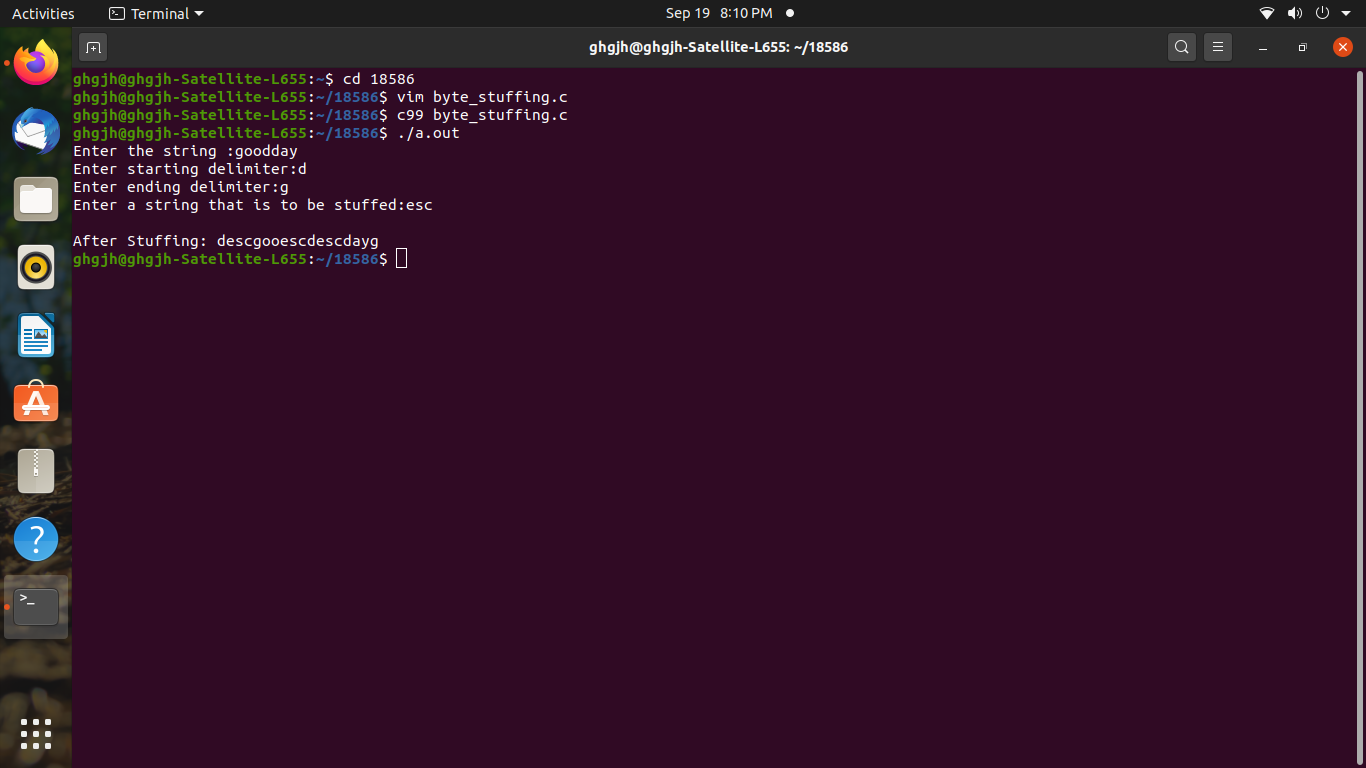 Activities
Terminal
Sep 19 8:10 PM
ghgjh@ghgjh-Satellite-L655: ~/18586
ghgjh@ghgjh-Satellite-L655:~$ cd 18586
ghgjh@ghgjh-Satellite-L655:~/18586$ vim byte_stuffing.c
ghgjh@ghgjh-Satellite-L655:~/18586$ c99 byte_stuffing.c
ghgjh@ghgjh-Satellite-L655:~/18586$ ./a.out
Enter the string :goodday
Enter starting delimiter:d
Enter ending delimiter:g
Enter a string that is to be stuffed:esc
After Stuffing: descgooescdescdayg
ghgjh@ghgjh-Satellite-L655:~/18586$